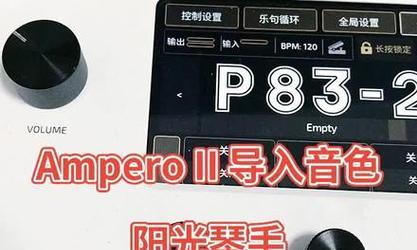 控制设置 乐句循环 全局设置
输出 输入 BPM: 120 长按锁定
< P83-2
Empty
VOLUME
Ampero II 导入音色
关
阳光琴手